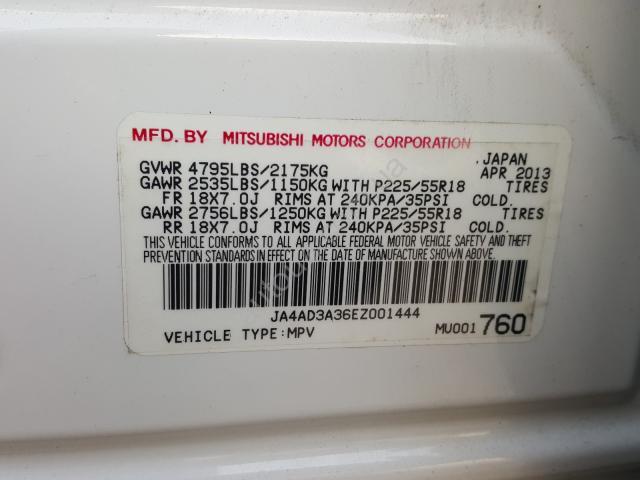 MFD. BY MITSUBISHI MOTORS CORPORATION
GVWR 4795LBS/2175KG , JAPAN APR 2013
GAWR 2535LBS/1150KG WITH P225/55R18 TIRES
FR 18X7.0J RIMS AT 240KPA/35PSI COLD.
GAWR 2756LBS/1250KG WITH P225/55R18 TIRES
RR 18X7.0J RIMS AT 240KPA/35PSI COLD.
THIS VEHICLE CONFORMS TO ALL APPLICABLE FEDERAL MOTOR VEHICLE SAFETY AND THEFT
PREVENTION STANDARDS IN EFFECT ON THE DATE OF MANUFACTURE SHOWN ABOVE.
JA4AD3A36EZ001444
VEHICLE TYPE:MPV MU001 760